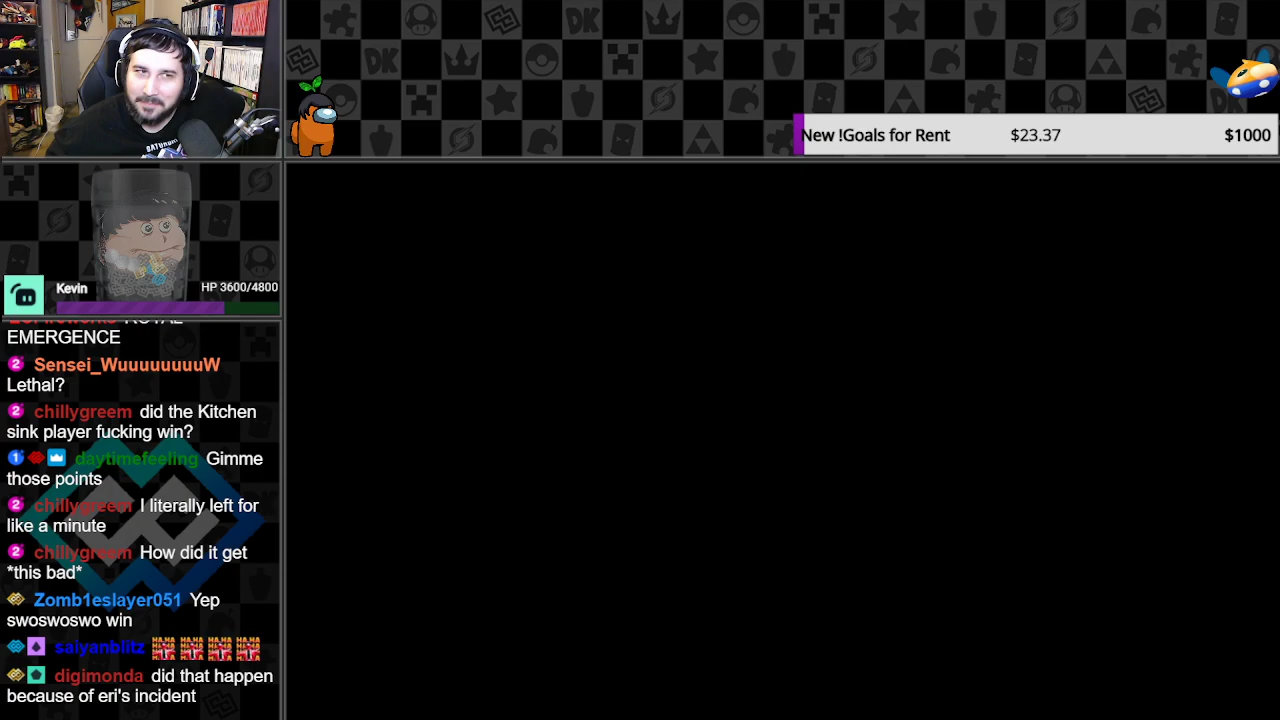 New !Goals for Rent $23.37 $1000
Kevin HP 3600/4800
EMERGENCE
Sensei_WuuuuuuuuW
Lethal?
chillygreem did the Kitchen
sink player fucking win?
daytimefeeling Gimme
those points
chillygreem I literally left for
like a minute
chillygreem How did it get
*this bad*
Zomb1eslayer051 Yep
swoswoswo win
saiyanblitz
digimonda did that happen
because of eri's incident